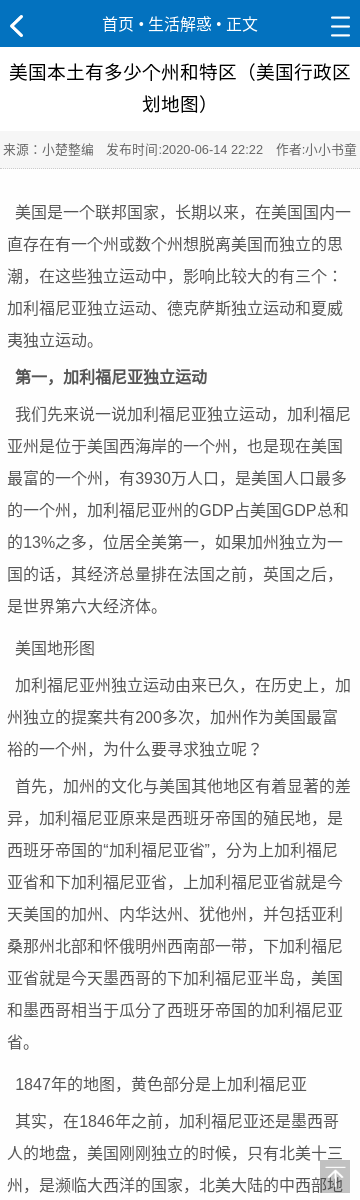 首页 • 生活解惑 • 正文
美国本土有多少个州和特区（美国行政区
划地图）
来源：小楚整编 发布时间:2020-06-14 22:22 作者:小小书童
美国是一个联邦国家，长期以来，在美国国内一
直存在有一个州或数个州想脱离美国而独立的思
潮，在这些独立运动中，影响比较大的有三个：
加利福尼亚独立运动、德克萨斯独立运动和夏威
夷独立运动。
第一，加利福尼亚独立运动
我们先来说一说加利福尼亚独立运动，加利福尼
亚州是位于美国西海岸的一个州，也是现在美国
最富的一个州，有3930万人口，是美国人口最多
的一个州，加利福尼亚州的GDP占美国GDP总和
的13%之多，位居全美第一，如果加州独立为一
国的话，其经济总量排在法国之前，英国之后，
是世界第六大经济体。
美国地形图
加利福尼亚州独立运动由来已久，在历史上，加
州独立的提案共有200多次，加州作为美国最富
裕的一个州，为什么要寻求独立呢？
首先，加州的文化与美国其他地区有着显著的差
异，加利福尼亚原来是西班牙帝国的殖民地，是
西班牙帝国的“加利福尼亚省”，分为上加利福尼
亚省和下加利福尼亚省，上加利福尼亚省就是今
天美国的加州、内华达州、犹他州，并包括亚利
桑那州北部和怀俄明州西南部一带，下加利福尼
亚省就是今天墨西哥的下加利福尼亚半岛，美国
和墨西哥相当于瓜分了西班牙帝国的加利福尼亚
省。
1847年的地图，黄色部分是上加利福尼亚
其实，在1846年之前，加利福尼亚还是墨西哥
人的地盘，美国刚刚独立的时候，只有北美十三
州，是濒临大西洋的国家，北美大陆的中西部地